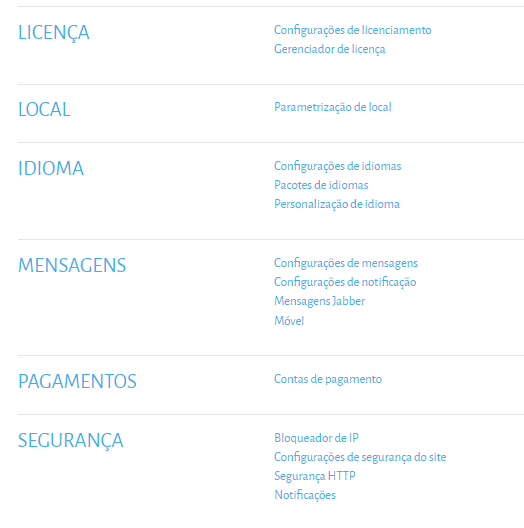 LICENÇA
Configurações de licenciamento
Gerenciador de licença
LOCAL
Parametrização de local
IDIOMA
Configurações de idiomas
Pacotes de idiomas
Personalização de idioma
MENSAGENS
Configurações de mensagens
Configurações de notificação
Mensagens Jabber
Móvel
PAGAMENTOS
Contas de pagamento
SEGURANÇA
Bloqueador de IP
Configurações de segurança do site
Segurança HTTP
Notificações